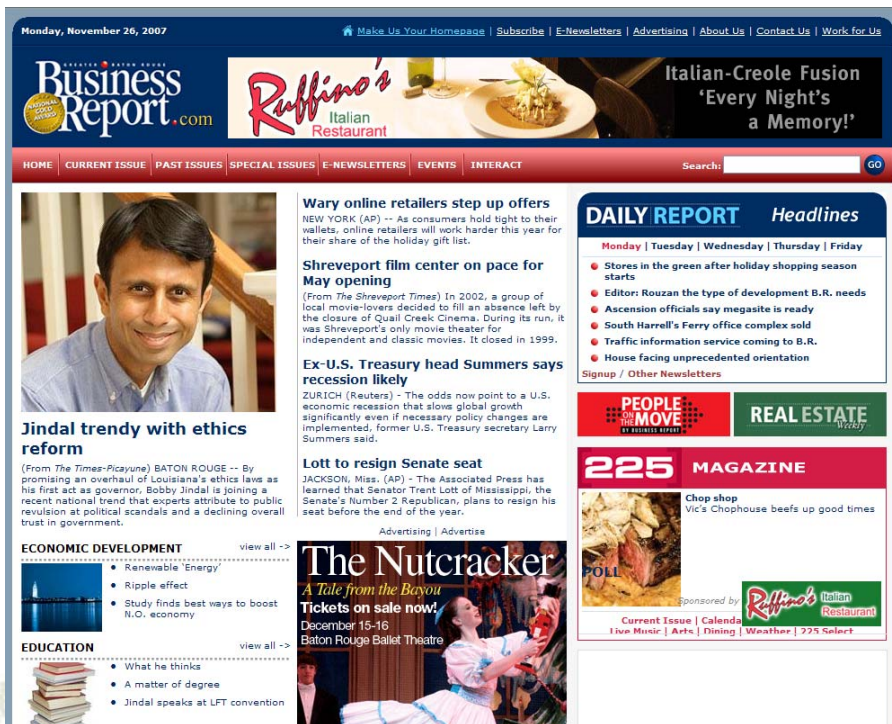 Monday, November 26, 2007
Make Us Your Homepage | Subscribe | E-Newsletters | Advertising | About Us | Contact Us | Work for Us
GREATER BATON ROUGE
Business
Report.com
NATIONAL
GOLD
AWARD
Ruffino's
Italian
Restaurant
Italian-Creole Fusion
'Every Night's
a Memory!'
HOME | CURRENT ISSUE | PAST ISSUES | SPECIAL ISSUES | E-NEWSLETTERS | EVENTS | INTERACT
Search:
GO
Jindal trendy with ethics
reform
(From The Times-Picayune) BATON ROUGE -- By
promising an overhaul of Louisiana's ethics laws as
his first act as governor, Bobby Jindal is joining a
recent national trend that experts attribute to public
revulsion at political scandals and a declining overall
trust in government.
ECONOMIC DEVELOPMENT
view all ->
Renewable 'Energy'
Ripple effect
Study finds best ways to boost
N.O. economy
EDUCATION
view all ->
What he thinks
A matter of degree
Jindal speaks at LFT convention
Wary online retailers step up offers
NEW YORK (AP) -- As consumers hold tight to their
wallets, online retailers will work harder this year for
their share of the holiday gift list.
Shreveport film center on pace for
May opening
(From The Shreveport Times) In 2002, a group of
local movie-lovers decided to fill an absence left by
the closure of Quail Creek Cinema. During its run, it
was Shreveport's only movie theater for
independent and classic movies. It closed in 1999.
Ex-U.S. Treasury head Summers says
recession likely
ZURICH (Reuters) - The odds now point to a U.S.
economic recession that slows global growth
significantly even if necessary policy changes are
implemented, former U.S. Treasury secretary Larry
Summers said.
Lott to resign Senate seat
JACKSON, Miss. (AP) - The Associated Press has
learned that Senator Trent Lott of Mississippi, the
Senate's Number 2 Republican, plans to resign his
seat before the end of the year.
Advertising | Advertise
The Nutcracker
A Tale from the Bayou
Tickets on sale now!
December 15-16
Baton Rouge Ballet Theatre
DAILY REPORT Headlines
Monday | Tuesday | Wednesday | Thursday | Friday
Stores in the green after holiday shopping season
starts
Editor: Rouzan the type of development B.R. needs
Ascension officials say megasite is ready
South Harrell's Ferry office complex sold
Traffic information service coming to B.R.
House facing unprecedented orientation
Signup / Other Newsletters
PEOPLE
ON THE
MOVE
BY BUSINESS REPORT
REAL ESTATE
Weekly
225 MAGAZINE
Chop shop
Vic's Chophouse beefs up good times
POLL
Sponsored by
Ruffino's
Italian
Restaurant
Current Issue | Calenda
Live Music | Arts | Dining | Weather | 225 Select